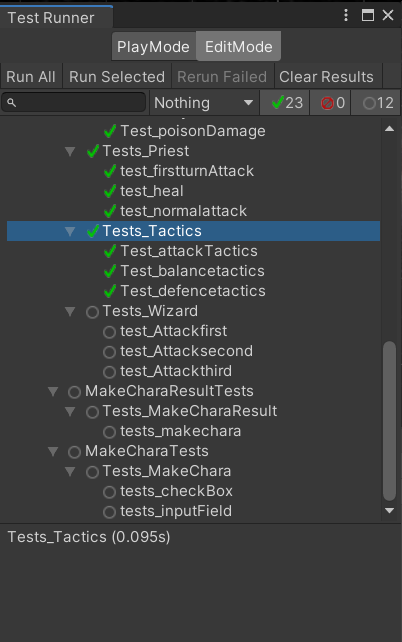 Test Runner
PlayMode EditMode
Run All Run Selected Rerun Failed Clear Results
Nothing 23 0 12
Test_poisonDamage
Tests_Priest
test_firstturnAttack
test_heal
test_normalattack
Tests_Tactics
Test_attackTactics
Test_balancetactics
Test_defencetactics
Tests_Wizard
test_Attackfirst
test_Attacksecond
test_Attackthird
MakeCharaResultTests
Tests_MakeCharaResult
tests_makechara
MakeCharaTests
Tests_MakeChara
tests_checkBox
tests_inputField
Tests_Tactics (0.095s)